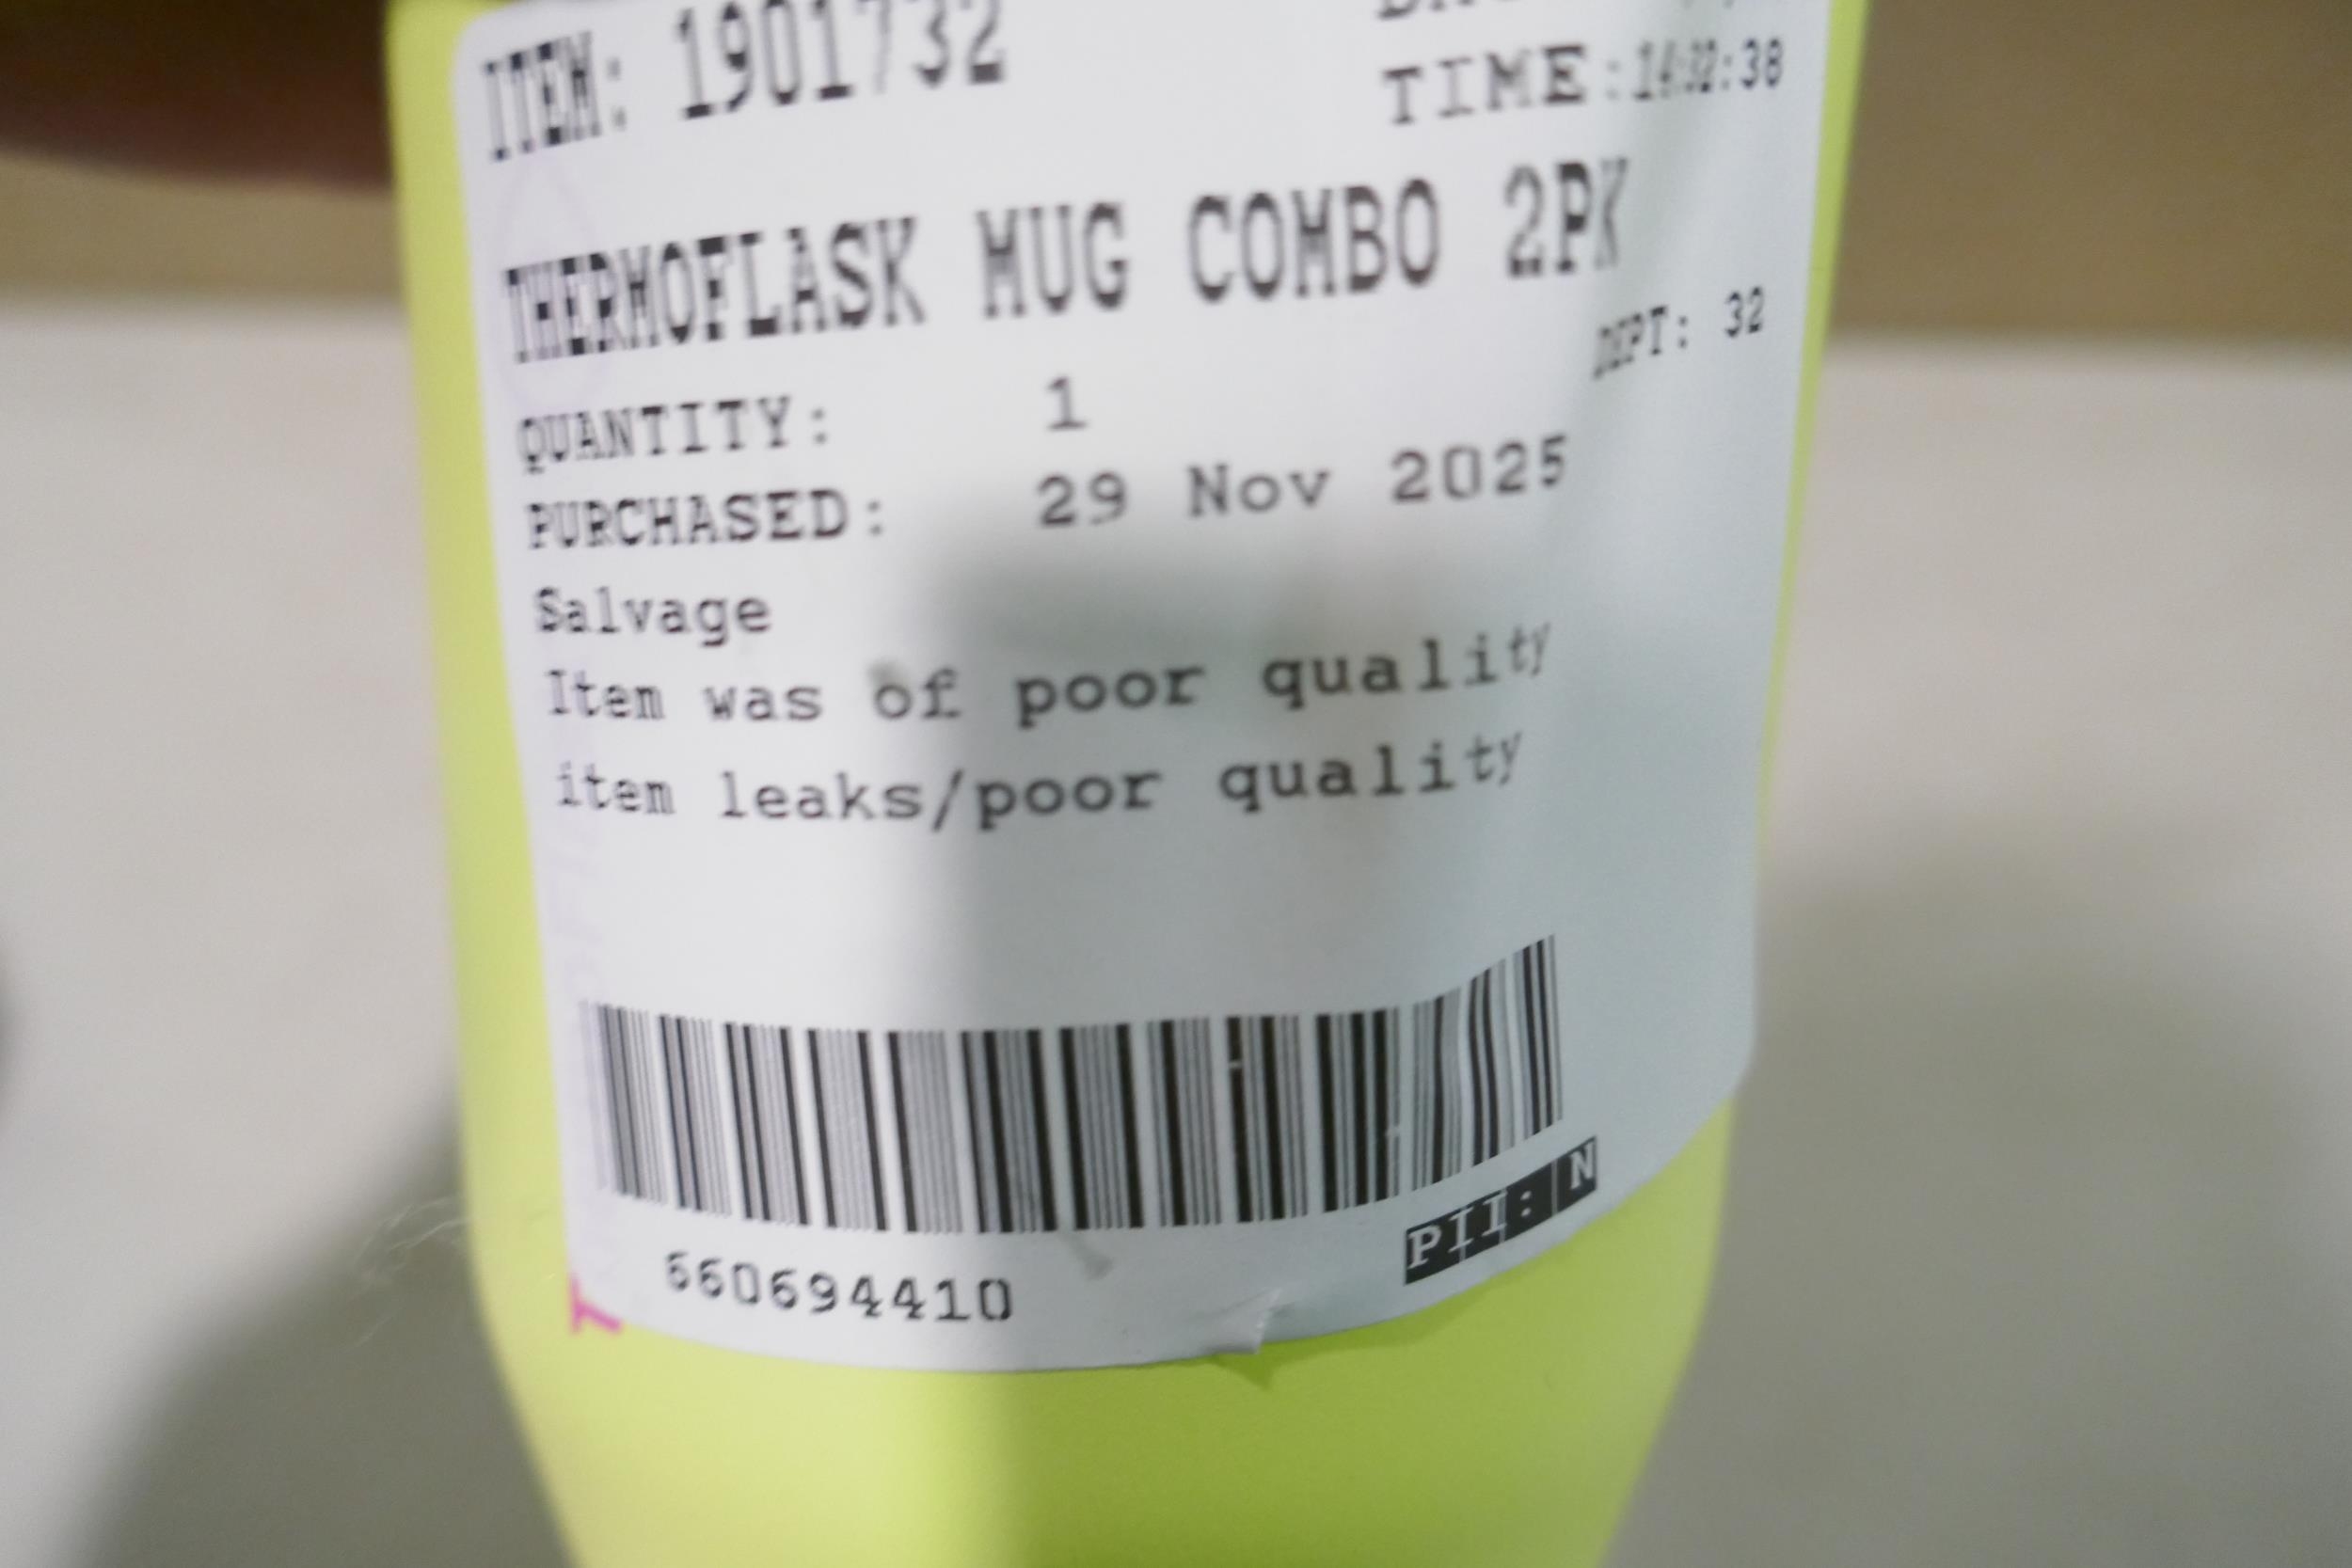 ITEM: 1901732
TIME:14:32:38
THERMOFLASK MUG COMBO 2PK
DEPT: 32
QUANTITY: 1
PURCHASED: 29 Nov 2025
Salvage
Item was of poor quality
item leaks/poor quality
660694410
PII: N